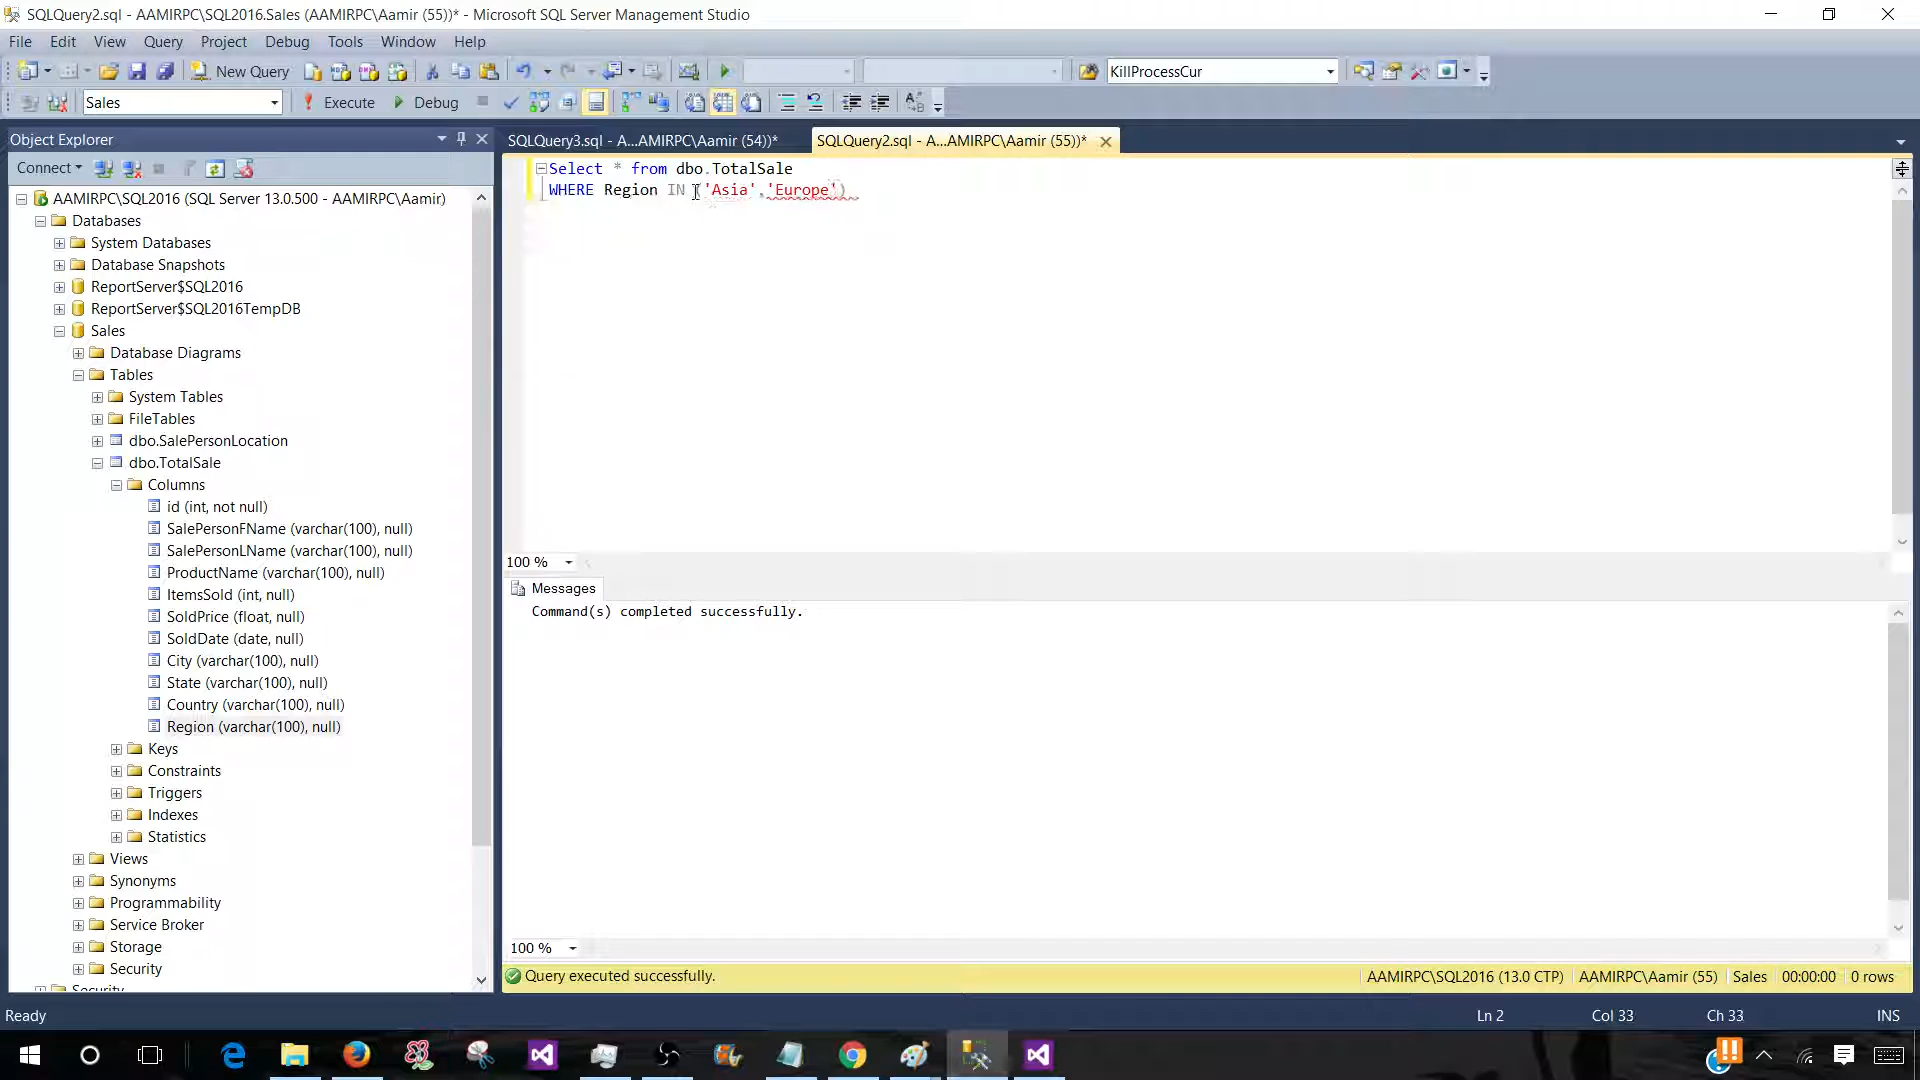 SQLQuery2.sql - AAMIRPC\SQL2016.Sales (AAMIRPC\Aamir (55))* - Microsoft SQL Server Management Studio
File Edit View Query Project Debug Tools Window Help
New Query KillProcessCur
Sales Execute Debug
Object Explorer
SQLQuery3.sql - A...AMIRPC\Aamir (54))* SQLQuery2.sql - A...AMIRPC\Aamir (55))*
Connect
Select * from dbo.TotalSale
WHERE Region IN ('Asia','Europe')
AAMIRPC\SQL2016 (SQL Server 13.0.500 - AAMIRPC\Aamir)
Databases
System Databases
Database Snapshots
ReportServer$SQL2016
ReportServer$SQL2016TempDB
Sales
Database Diagrams
Tables
System Tables
FileTables
dbo.SalePersonLocation
dbo.TotalSale
Columns
id (int, not null)
SalePersonFName (varchar(100), null)
SalePersonLName (varchar(100), null)
ProductName (varchar(100), null)
ItemsSold (int, null)
SoldPrice (float, null)
SoldDate (date, null)
City (varchar(100), null)
State (varchar(100), null)
Country (varchar(100), null)
Region (varchar(100), null)
Keys
Constraints
Triggers
Indexes
Statistics
Views
Synonyms
Programmability
Service Broker
Storage
Security
Security
100 %
Messages
Command(s) completed successfully.
100 %
Query executed successfully. AAMIRPC\SQL2016 (13.0 CTP) AAMIRPC\Aamir (55) Sales 00:00:00 0 rows
Ready Ln 2 Col 33 Ch 33 INS